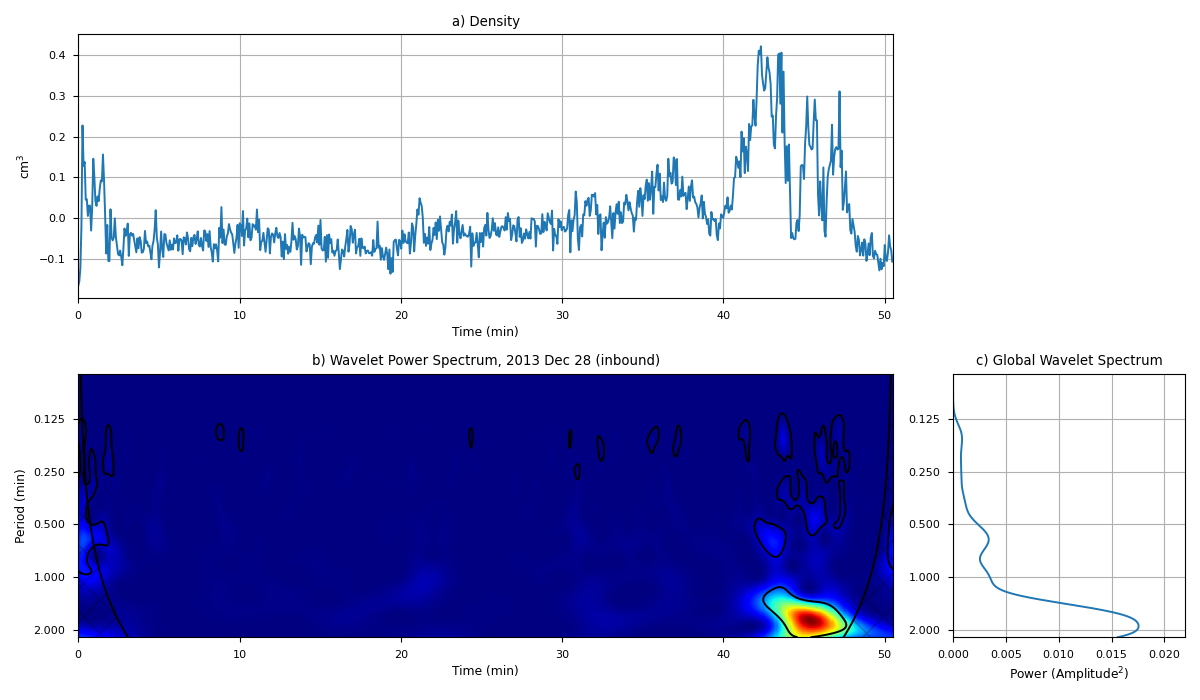 a) Density
cm³
0.4
0.3
0.2
0.1
0.0
−0.1
0 10 20 30 40 50
Time (min)
b) Wavelet Power Spectrum, 2013 Dec 28 (inbound)
Period (min)
0.125
0.250
0.500
1.000
2.000
0 10 20 30 40 50
Time (min)
c) Global Wavelet Spectrum
0.125
0.250
0.500
1.000
2.000
0.000 0.005 0.010 0.015 0.020
Power (Amplitude²)